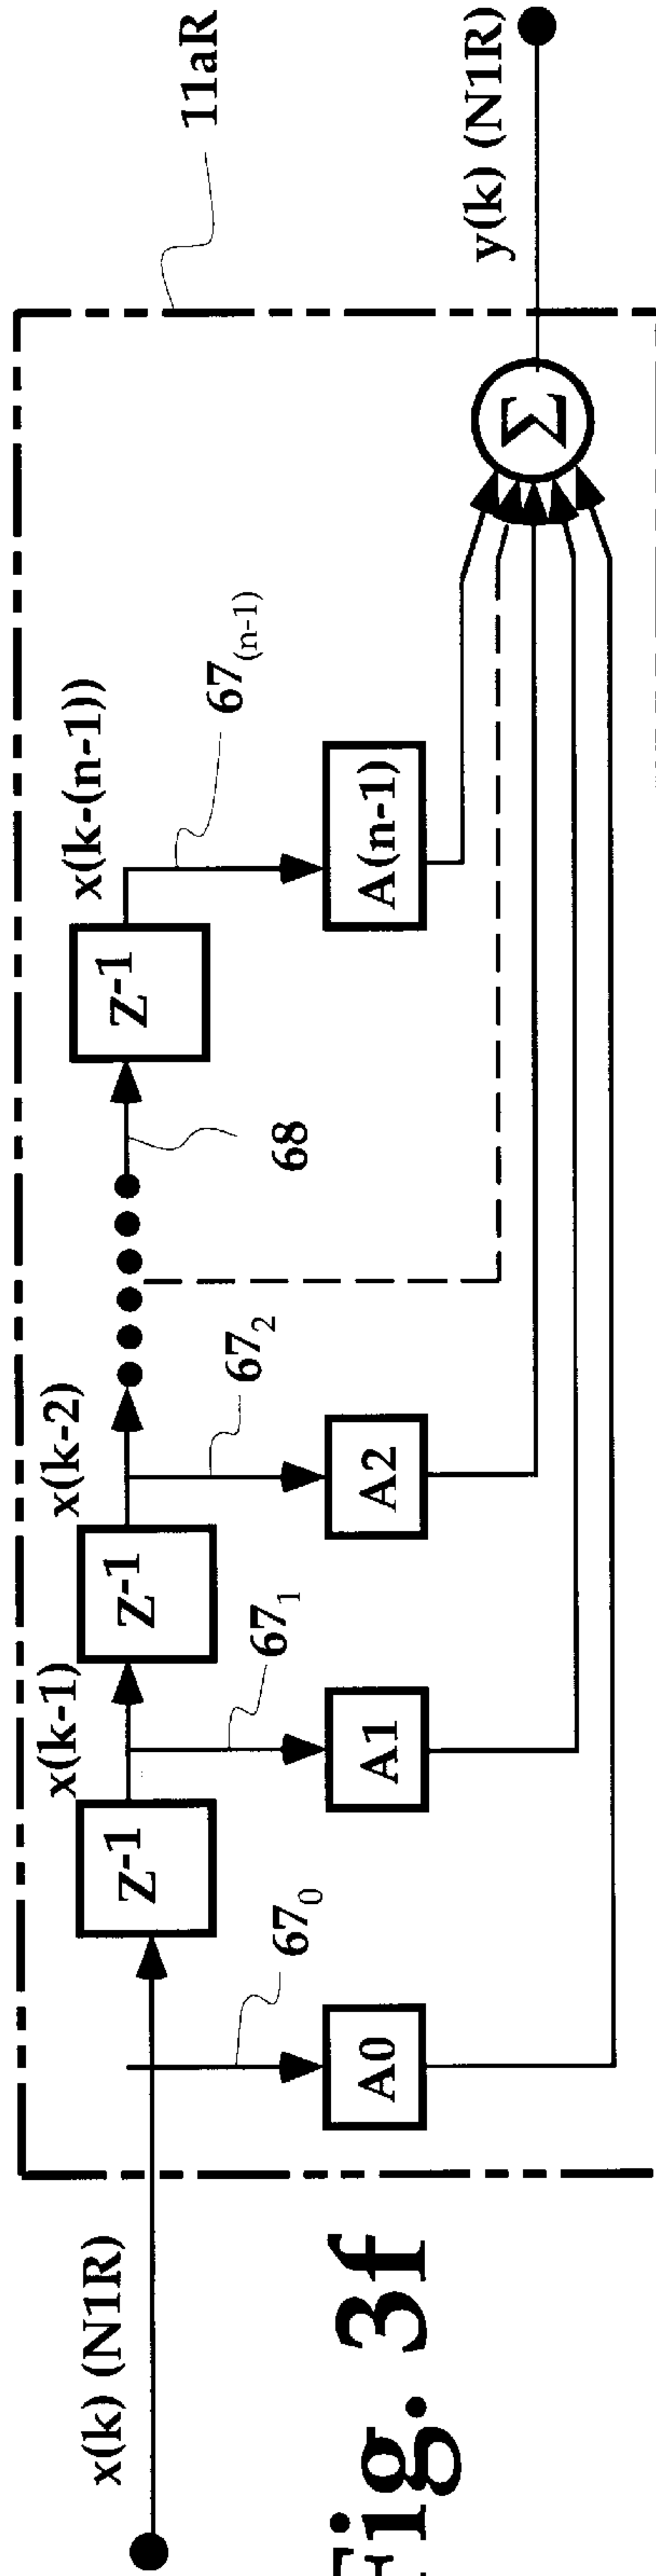 x(k) (N1R)
Z-1
x(k-1)
Z-1
x(k-2)
68
Z-1
x(k-(n-1))
11aR
670
671
672
67(n-1)
A0
A1
A2
A(n-1)
Σ
y(k) (N1R)
Fig. 3f